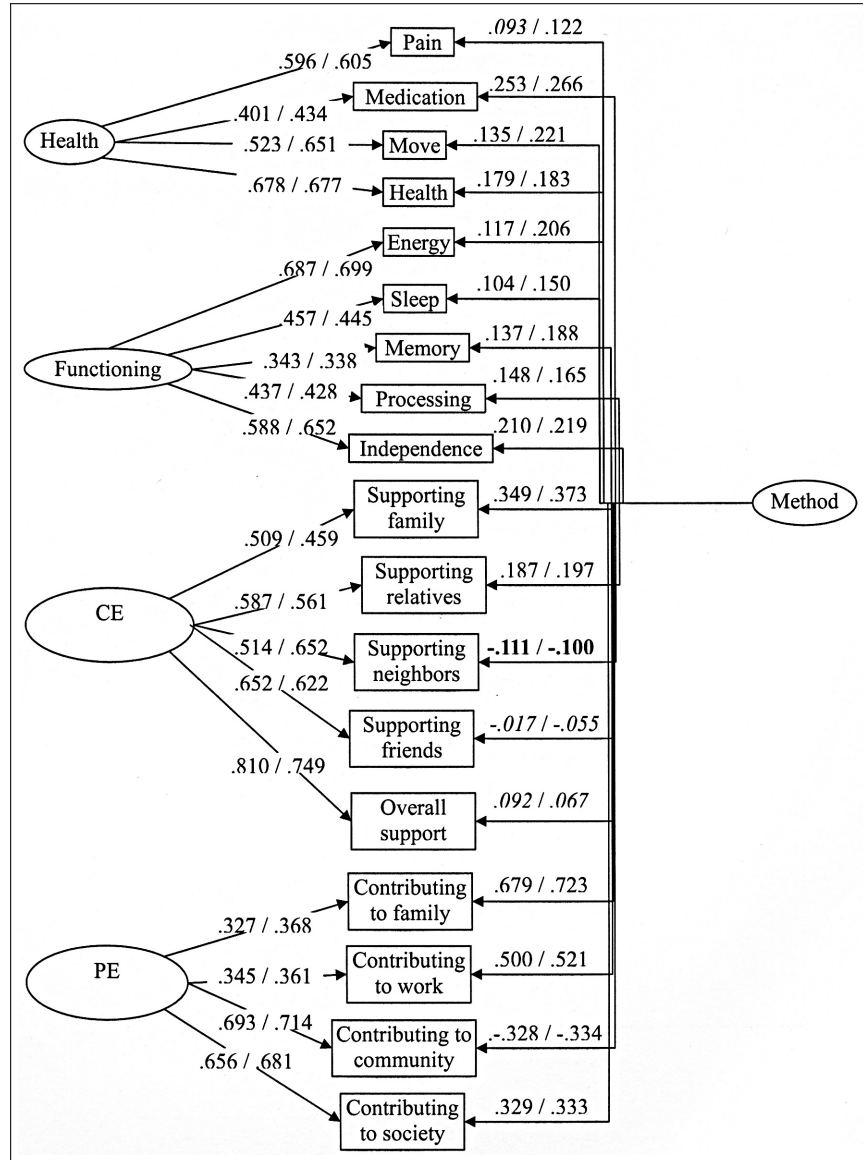 .093 / .122
Pain
.596 / .605
.253 / .266
Medication
.401 / .434
.135 / .221
Health
.523 / .651
Move
.678 / .677
.179 / .183
Health
.117 / .206
Energy
.687 / .699
.104 / .150
Sleep
.457 / .445
.137 / .188
Memory
.343 / .338
Functioning
.148 / .165
.437 / .428
Processing
.588 / .652
.210 / .219
Independence
Supporting
family
.349 / .373
Method
.509 / .459
Supporting
relatives
.187 / .197
.587 / .561
CE
.514 / .652
Supporting
neighbors
-.111 / -.100
.652 / .622
Supporting
friends
-.017 / -.055
.810 / .749
Overall
support
.092 / .067
Contributing
to family
.679 / .723
.327 / .368
Contributing
to work
.500 / .521
PE
.345 / .361
.693 / .714
Contributing to
community
.-.328 / -.334
.656 / .681
Contributing
to society
.329 / .333